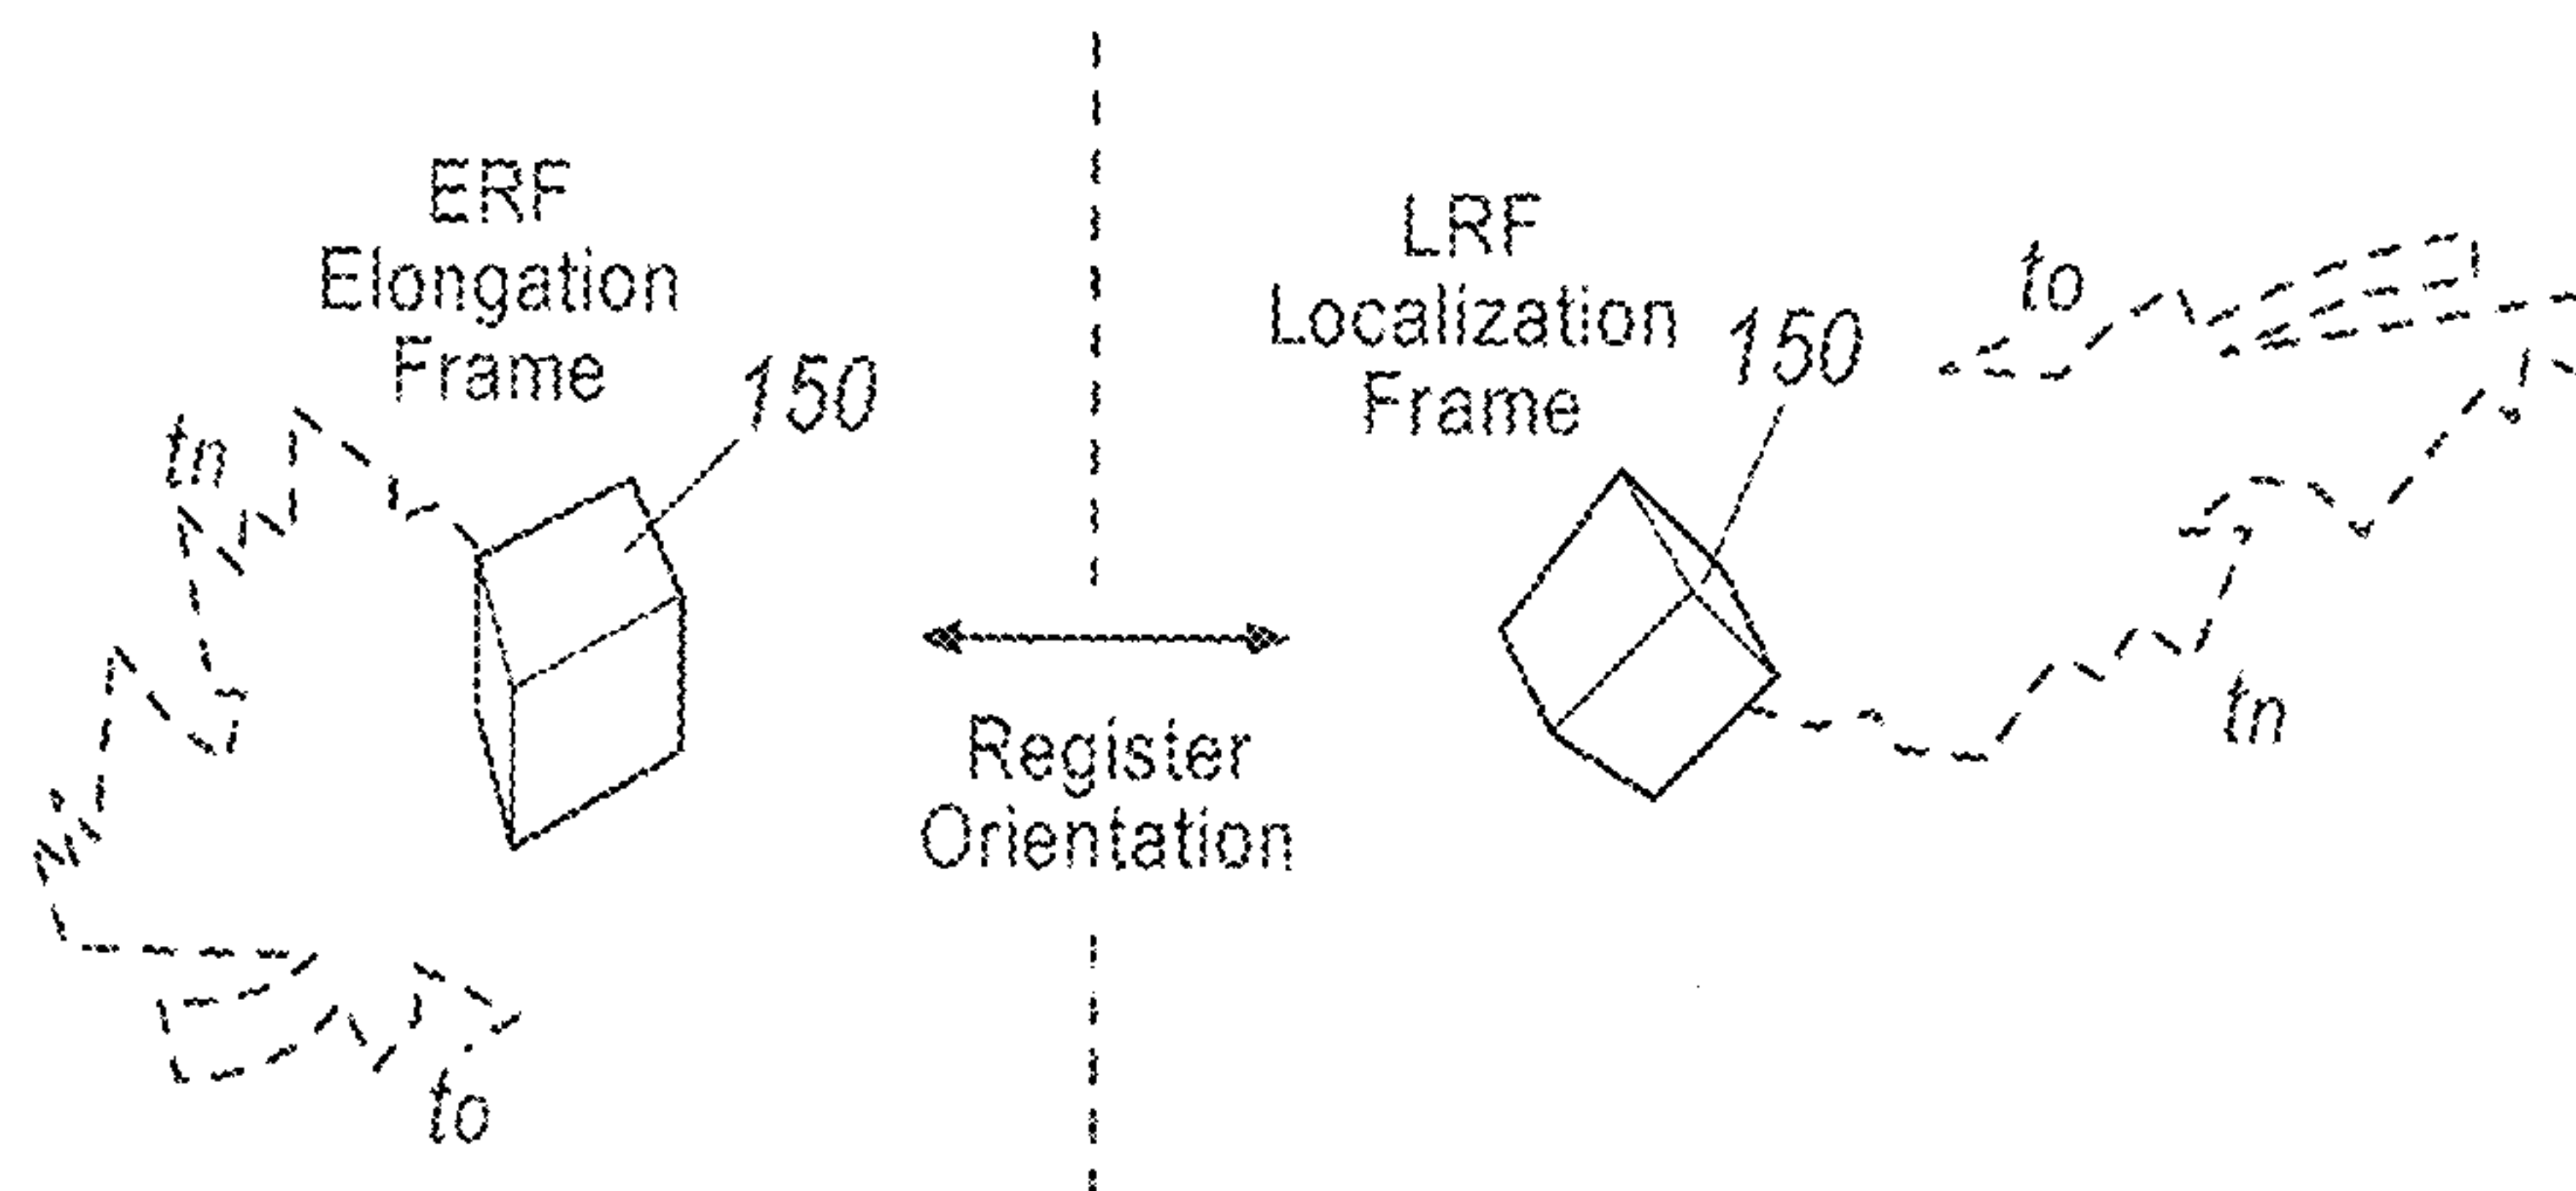 ERF
Elongation
Frame
150
tn
to
Register
Orientation
LRF
Localization
Frame
150
to
tn